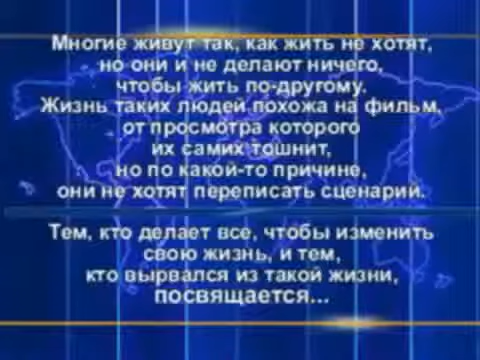 Многие живут так, как жить не хотят,
но они и не делают ничего,
чтобы жить по-другому.
Жизнь таких людей похожа на фильм,
от просмотра которого
их самих тошнит,
но по какой-то причине,
они не хотят переписать сценарий.
Тем, кто делает все, чтобы изменить
свою жизнь, и тем,
кто вырвался из такой жизни,
посвящается...